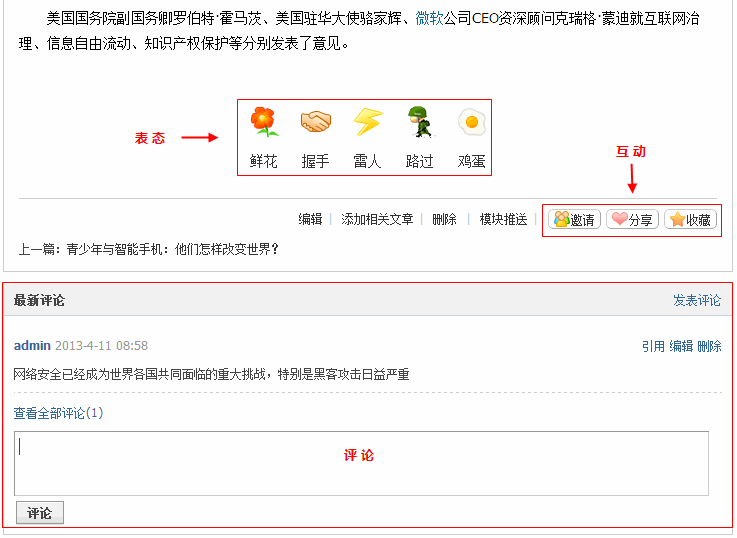 美国国务院副国务卿罗伯特·霍马茨、美国驻华大使骆家辉、微软公司CEO资深顾问克瑞格·蒙迪就互联网治
理、信息自由流动、知识产权保护等分别发表了意见。
表态
鲜花 握手 雷人 路过 鸡蛋
互动
编辑 | 添加相关文章 | 删除 | 模块推送 | 邀请 分享 收藏
上一篇：青少年与智能手机：他们怎样改变世界？
最新评论 发表评论
admin 2013-4-11 08:58 引用 编辑 删除
网络安全已经成为世界各国共同面临的重大挑战，特别是黑客攻击日益严重
查看全部评论(1)
评论
评论